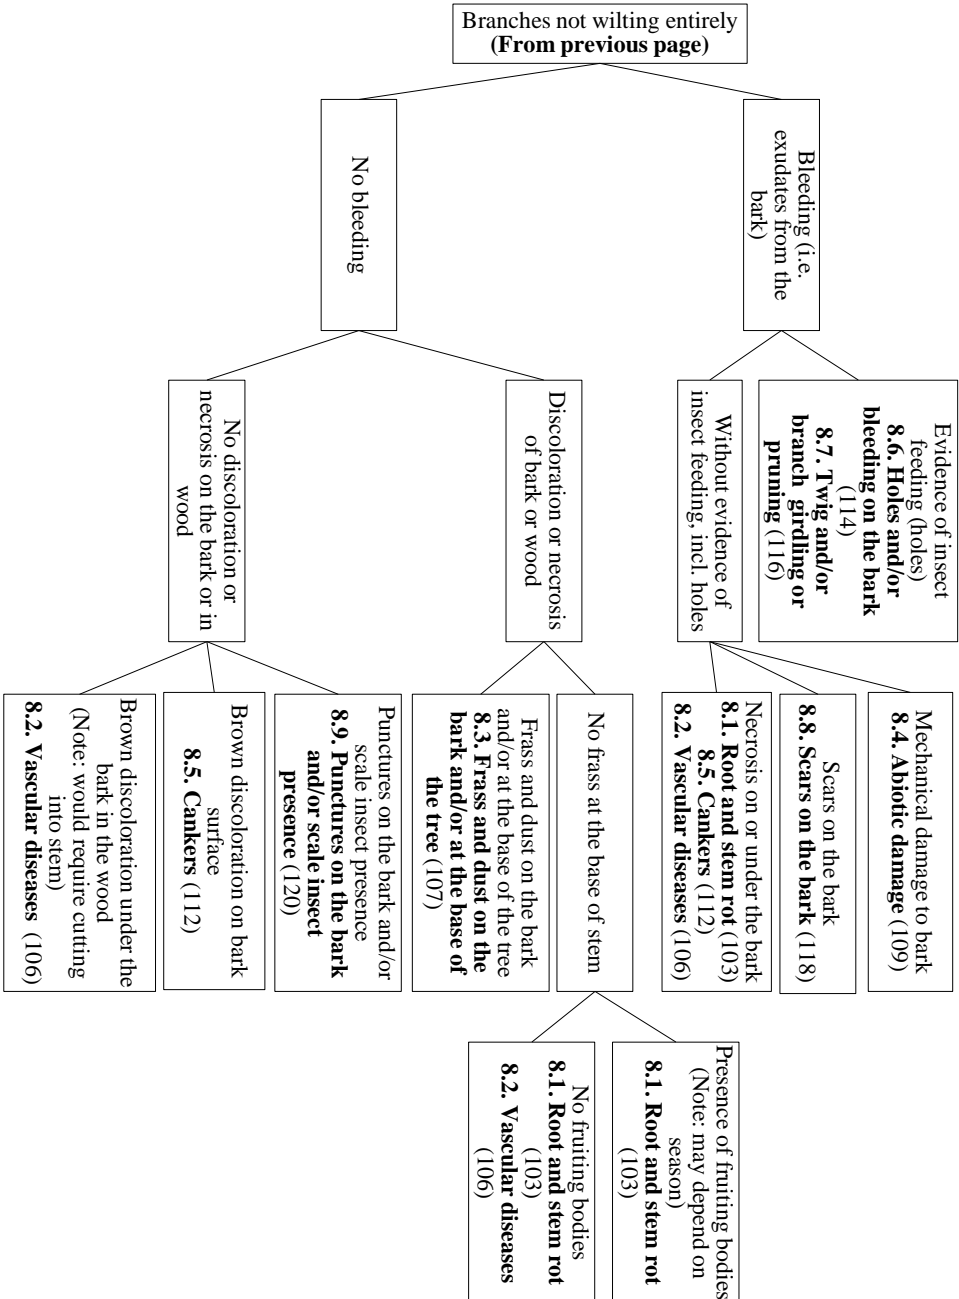 Branches not wilting entirely
(From previous page)
Bleeding (i.e.
exudates from the
bark)
No bleeding
Evidence of insect
feeding (holes)
8.6. Holes and/or
bleeding on the bark
(114)
8.7. Twig and/or
branch girdling or
pruning (116)
Without evidence of
insect feeding, incl. holes
Discoloration or necrosis
of bark or wood
No discoloration or
necrosis on the bark or in
wood
Mechanical damage to bark
8.4. Abiotic damage (109)
Scars on the bark
8.8. Scars on the bark (118)
Necrosis on or under the bark
8.1. Root and stem rot (103)
8.5. Cankers (112)
8.2. Vascular diseases (106)
No frass at the base of stem
Frass and dust on the bark
and/or at the base of the tree
8.3. Frass and dust on the
bark and/or at the base of
the tree (107)
Punctures on the bark and/or
scale insect presence
8.9. Punctures on the bark
and/or scale insect
presence (120)
Brown discoloration on bark
surface
8.5. Cankers (112)
Brown discoloration under the
bark in the wood
(Note: would require cutting
into stem)
8.2. Vascular diseases (106)
Presence of fruiting bodies
(Note: may depend on
season)
8.1. Root and stem rot
(103)
No fruiting bodies
8.1. Root and stem rot
(103)
8.2. Vascular diseases
(106)